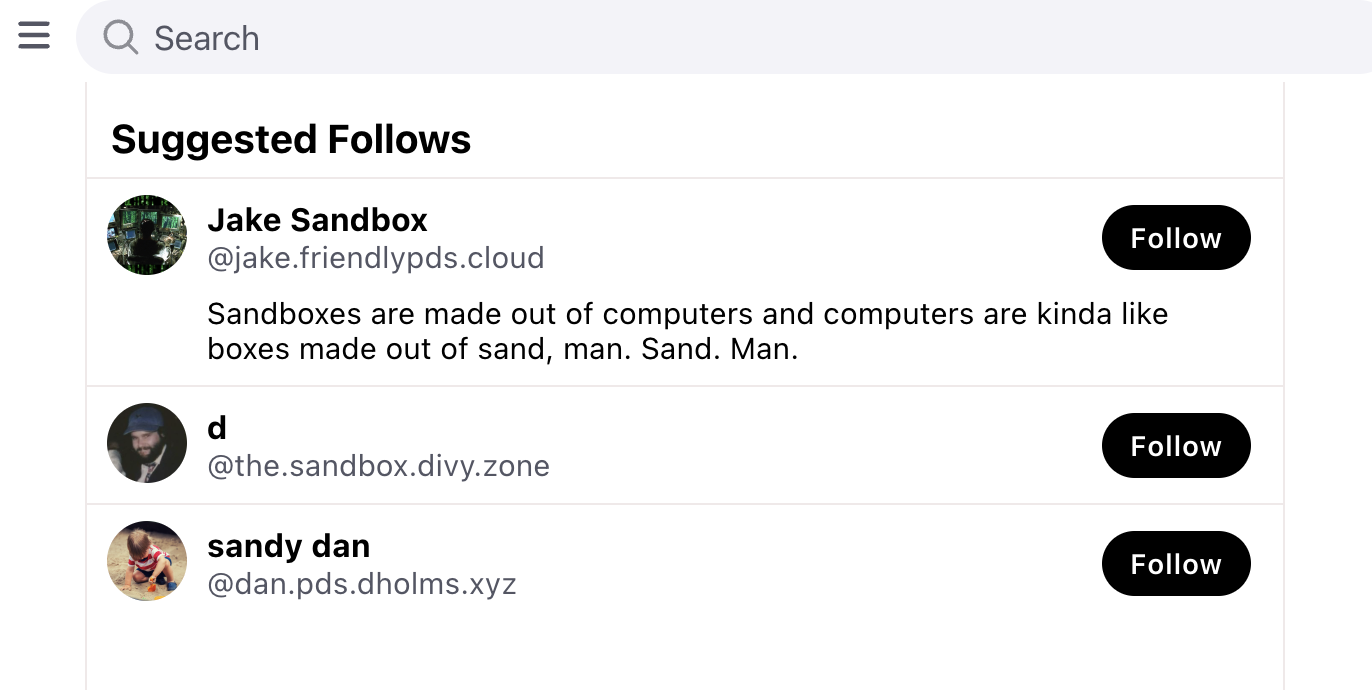 Search
Suggested Follows
Jake Sandbox
Follow
@jake.friendlypds.cloud
Sandboxes are made out of computers and computers are kinda like
boxes made out of sand, man. Sand. Man.
d
Follow
@the.sandbox.divy.zone
sandy dan
Follow
@dan.pds.dholms.xyz